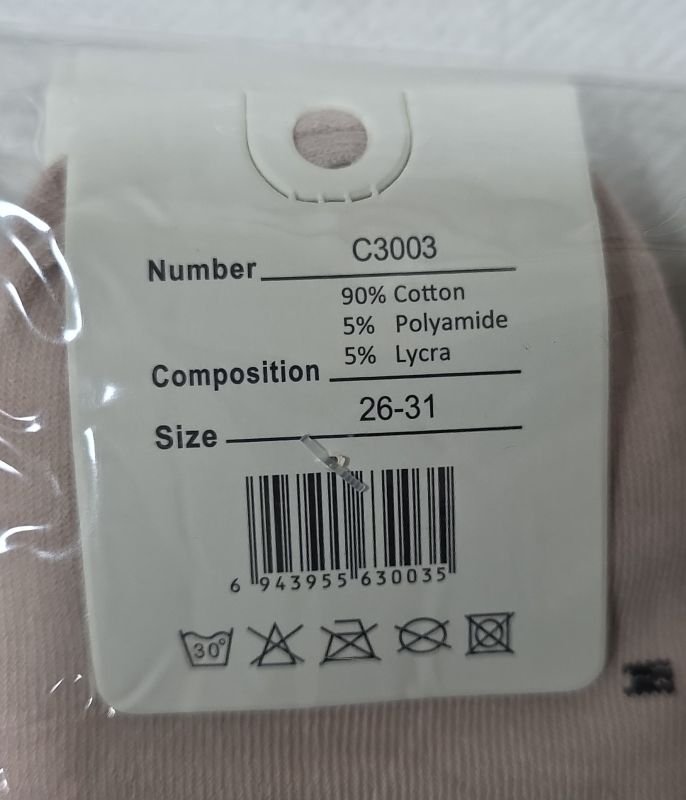 Number C3003
90% Cotton
5% Polyamide
Composition 5% Lycra
Size 26-31
6 943955 630035
30°